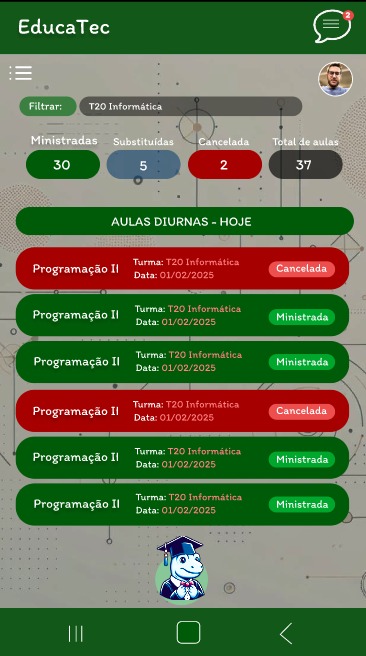 EducaTec
2
Filtrar:
T20 Informática
Ministradas Substituídas Cancelada Total de aulas
30 5 2 37
AULAS DIURNAS - HOJE
Programação II
Turma: T20 Informática
Data: 01/02/2025
Cancelada
Programação II
Turma: T20 Informática
Data: 01/02/2025
Ministrada
Programação II
Turma: T20 Informática
Data: 01/02/2025
Ministrada
Programação II
Turma: T20 Informática
Data: 01/02/2025
Cancelada
Programação II
Turma: T20 Informática
Data: 01/02/2025
Ministrada
Programação II
Turma: T20 Informática
Data: 01/02/2025
Ministrada